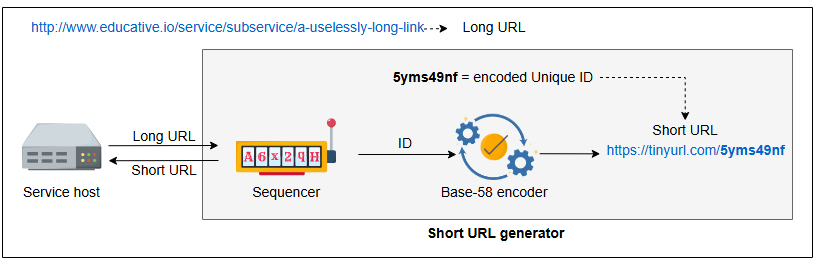 http://www.educative.io/service/subservice/a-uselessly-long-link
Long URL
5yms49nf = encoded Unique ID
Long URL
Short URL
Service host
A 6 x 2 9 H
Sequencer
ID
Base-58 encoder
Short URL
https://tinyurl.com/5yms49nf
Short URL generator